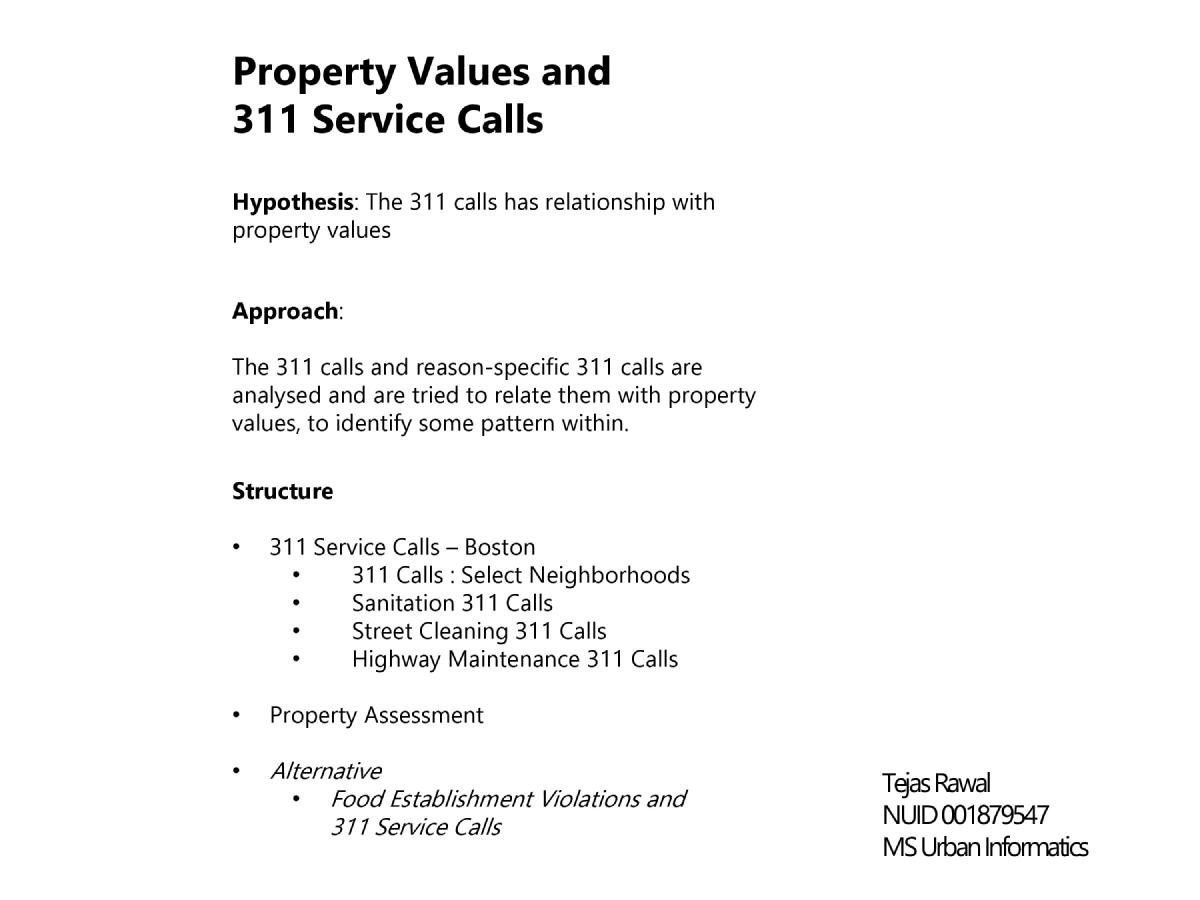 Property Values and
311 Service Calls
Hypothesis: The 311 calls has relationship with
property values
Approach:
The 311 calls and reason-specific 311 calls are
analysed and are tried to relate them with property
values, to identify some pattern within.
Structure
• 311 Service Calls – Boston
• 311 Calls : Select Neighborhoods
• Sanitation 311 Calls
• Street Cleaning 311 Calls
• Highway Maintenance 311 Calls
• Property Assessment
• Alternative
• Food Establishment Violations and
311 Service Calls
Tejas Rawal
NUID 001879547
MS Urban Informatics